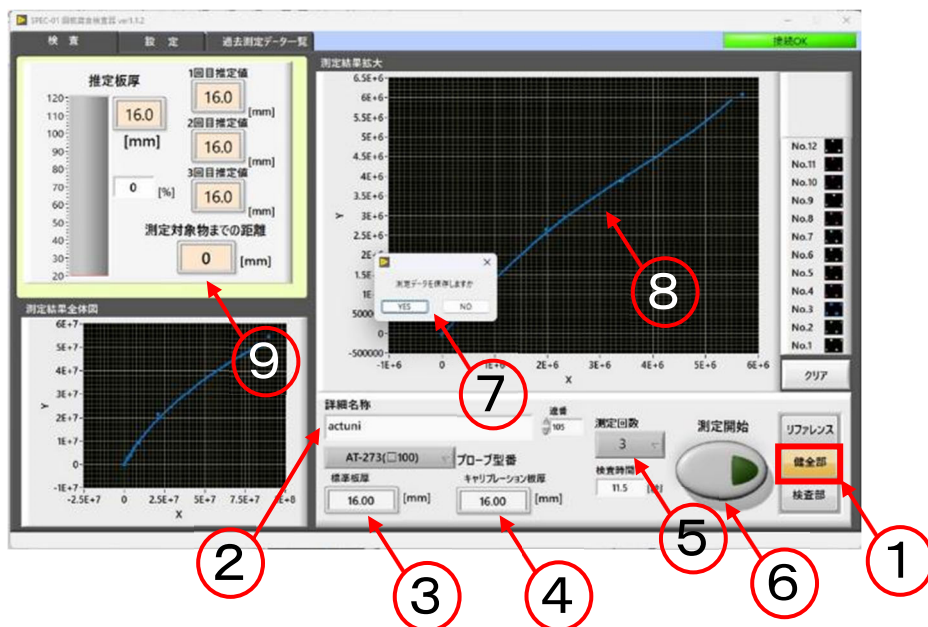 SPEC-01 鋼板腐食検査器 ver1.1.2
検 査 設 定 過去測定データ一覧
接続OK
推定板厚
16.0
[mm]
0 [%]
120
110
100
90
80
70
60
50
40
30
20
1回目推定値
16.0
[mm]
2回目推定値
16.0
[mm]
3回目推定値
16.0
[mm]
測定対象物までの距離
0 [mm]
⑨
測定結果全体図
6E+7
5E+7
4E+7
3E+7
2E+7
1E+7
0
-1E+7
Y
-2.5E+7 0 2.5E+7 5E+7 7.5E+7
X
測定結果拡大
6.5E+6
6E+6
5.5E+6
5E+6
4.5E+6
4E+6
3.5E+6
3E+6
2.5E+6
2E+6
0
-500000
Y
-1E+6 0 1E+6 2E+6 3E+6 4E+6 5E+6 6E+6
X
測定データを保存しますか
YES NO
⑦
⑧
No.12
No.11
No.10
No.9
No.8
No.7
No.6
No.5
No.4
No.3
No.2
No.1
クリア
詳細名称
actuni
連番
105
AT-273(□100) プローブ型番
標準板厚
16.00 [mm]
キャリブレーション板厚
16.00 [mm]
測定回数
3
検査時間
11.5
測定開始
リファレンス
健全部
検査部
②
③
④
⑤
⑥
①